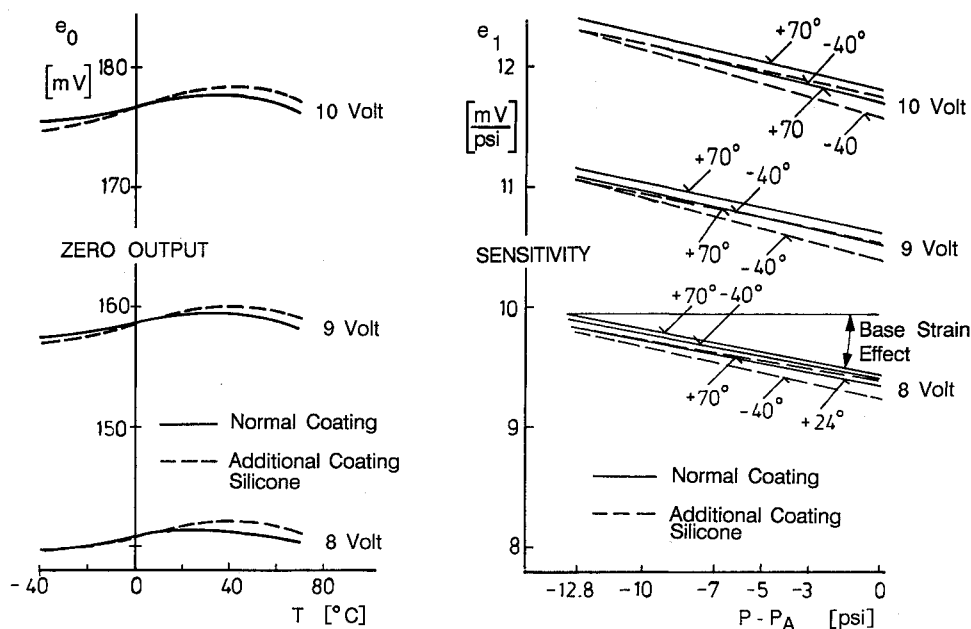 e0
[mV]
180
10 Volt
170
ZERO OUTPUT
160
9 Volt
150
Normal Coating
Additional Coating
Silicone
8 Volt
-40
0
40
80
T [°C]
e1
[mV/psi]
12
+70°
-40°
10 Volt
+70
-40
11
+70°
-40°
9 Volt
+70°
-40°
SENSITIVITY
10
+70°
-40°
Base Strain
Effect
8 Volt
+70°
-40°
+24°
9
Normal Coating
Additional Coating
Silicone
8
-12.8
-10
-7
-5
-3
0
P - PA [psi]